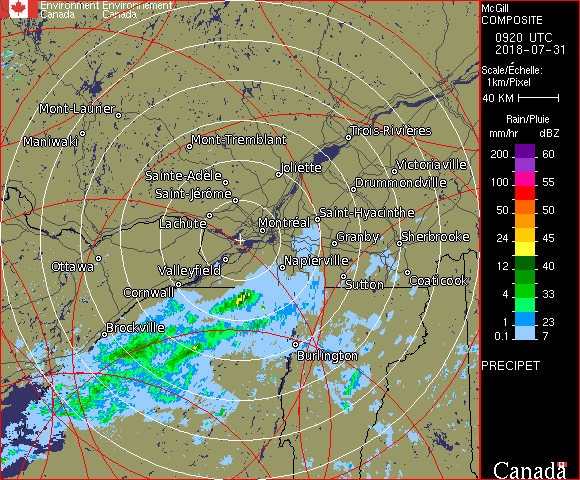 Environment Environnement
Canada Canada
McGill
COMPOSITE
0920 UTC
2018-07-31
Scale/Échelle:
1km/Pixel
40 KM
Rain/Pluie
mm/hr dBZ
200 60
100 55
50 50
24 45
12 40
4 33
1 23
0.1 7
PRECIPET
Canada
Mont-Laurier
Maniwaki
Mont-Tremblant
Trois-Rivières
Sainte-Adèle
Joliette
Victoriaville
Saint-Jérôme
Drummondville
Lachute
Montréal
Saint-Hyacinthe
Granby
Sherbrooke
Ottawa
Valleyfield
Napierville
Cornwall
Sutton
Coaticook
Brockville
Burlington